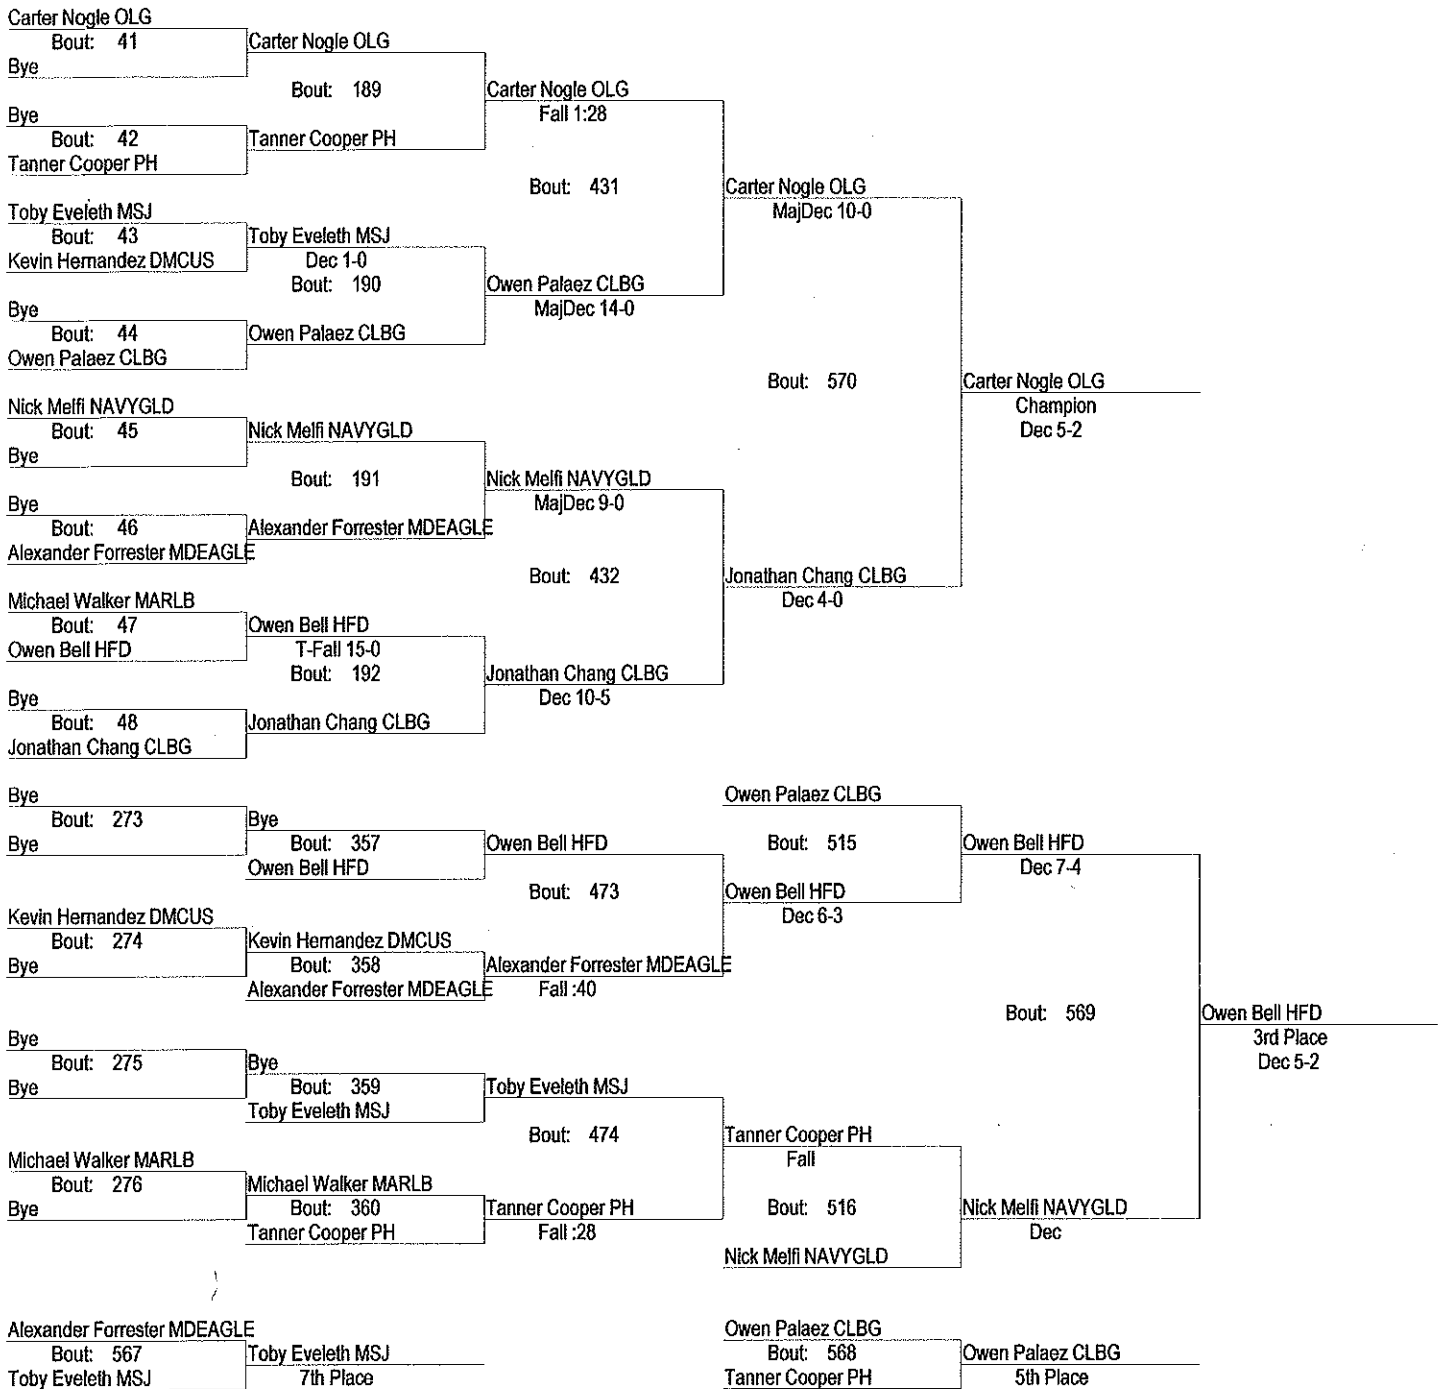 Carter Nogle OLG
Bout: 41
Bye
Bye
Bout: 42
Tanner Cooper PH
Toby Eveleth MSJ
Bout: 43
Kevin Hernandez DMCUS
Bye
Bout: 44
Owen Palaez CLBG
Nick Melfi NAVYGLD
Bout: 45
Bye
Bye
Bout: 46
Alexander Forrester MDEAGLE
Michael Walker MARLB
Bout: 47
Owen Bell HFD
Bye
Bout: 48
Jonathan Chang CLBG
Carter Nogle OLG
Bout: 189
Tanner Cooper PH
Toby Eveleth MSJ
Dec 1-0
Bout: 190
Owen Palaez CLBG
Nick Melfi NAVYGLD
Bout: 191
Alexander Forrester MDEAGLE
Owen Bell HFD
T-Fall 15-0
Bout: 192
Jonathan Chang CLBG
Carter Nogle OLG
Fall 1:28
Bout: 431
Owen Palaez CLBG
MajDec 14-0
Nick Melfi NAVYGLD
MajDec 9-0
Bout: 432
Jonathan Chang CLBG
Dec 10-5
Carter Nogle OLG
MajDec 10-0
Bout: 570
Jonathan Chang CLBG
Dec 4-0
Carter Nogle OLG
Champion
Dec 5-2
Bye
Bout: 273
Bye
Kevin Hernandez DMCUS
Bout: 274
Bye
Bye
Bout: 275
Bye
Michael Walker MARLB
Bout: 276
Bye
Bye
Bout: 357
Owen Bell HFD
Kevin Hernandez DMCUS
Bout: 358
Alexander Forrester MDEAGLE
Bye
Bout: 359
Toby Eveleth MSJ
Michael Walker MARLB
Bout: 360
Tanner Cooper PH
Owen Bell HFD
Bout: 473
Alexander Forrester MDEAGLE
Fall :40
Toby Eveleth MSJ
Bout: 474
Tanner Cooper PH
Fall :28
Owen Palaez CLBG
Bout: 515
Owen Bell HFD
Dec 6-3
Tanner Cooper PH
Fall
Bout: 516
Nick Melfi NAVYGLD
Owen Bell HFD
Dec 7-4
Bout: 569
Nick Melfi NAVYGLD
Dec
Owen Bell HFD
3rd Place
Dec 5-2
Alexander Forrester MDEAGLE
Bout: 567
Toby Eveleth MSJ
Toby Eveleth MSJ
7th Place
Owen Palaez CLBG
Bout: 568
Tanner Cooper PH
Owen Palaez CLBG
5th Place